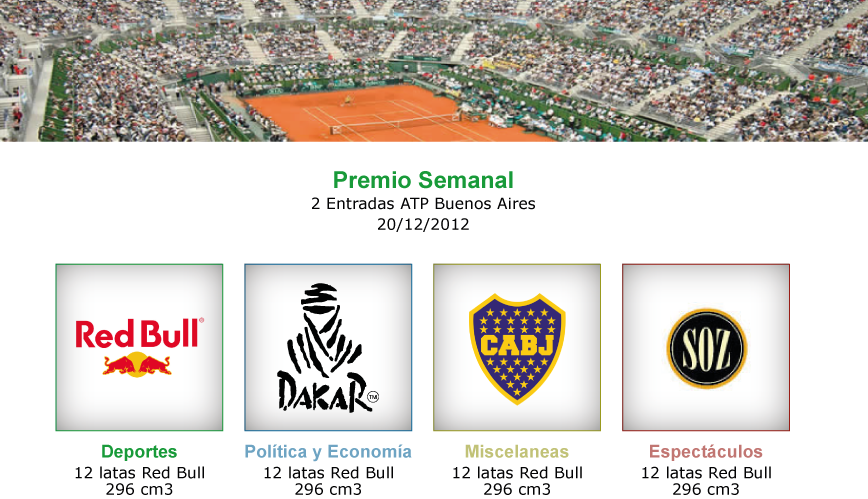 Premio Semanal
2 Entradas ATP Buenos Aires
20/12/2012
Red Bull®
DAKAR TM
CABJ
SOZ
Deportes
Política y Economía
Miscelaneas
Espectáculos
12 latas Red Bull
296 cm3
12 latas Red Bull
296 cm3
12 latas Red Bull
296 cm3
12 latas Red Bull
296 cm3